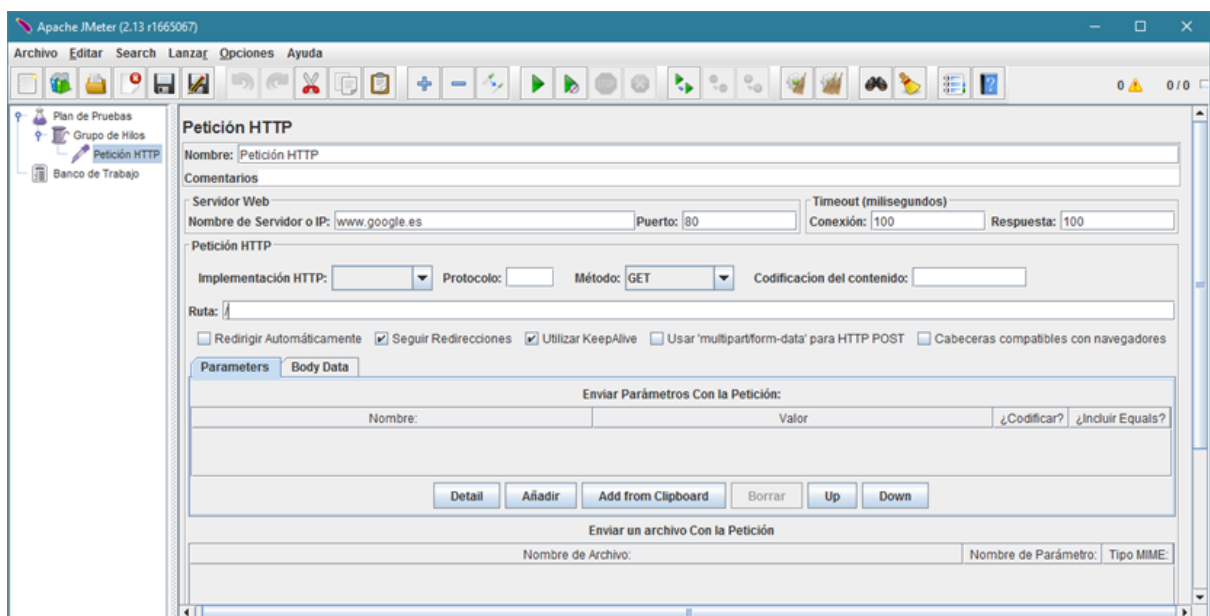 Apache JMeter (2.13 r1665067)
Archivo Editar Search Lanzar Opciones Ayuda
0 0 / 0
Plan de Pruebas
Grupo de Hilos
Petición HTTP
Banco de Trabajo
Petición HTTP
Nombre: Petición HTTP
Comentarios
Servidor Web
Nombre de Servidor o IP: www.google.es Puerto: 80
Timeout (milisegundos)
Conexión: 100 Respuesta: 100
Petición HTTP
Implementación HTTP: Protocolo: Método: GET Codificacion del contenido:
Ruta: /
Redirigir Automáticamente Seguir Redirecciones Utilizar KeepAlive Usar 'multipart/form-data' para HTTP POST Cabeceras compatibles con navegadores
Parameters Body Data
Enviar Parámetros Con la Petición:
Nombre: Valor ¿Codificar? ¿Incluir Equals?
Detail Añadir Add from Clipboard Borrar Up Down
Enviar un archivo Con la Petición
Nombre de Archivo: Nombre de Parámetro: Tipo MIME: